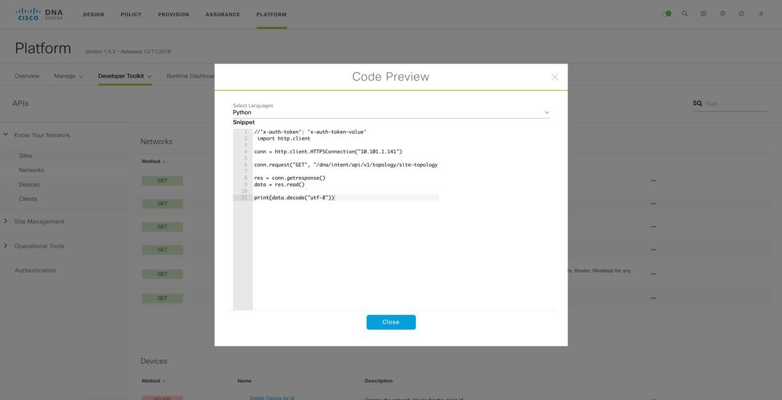 CISCO DNA CENTER
DESIGN POLICY PROVISION ASSURANCE PLATFORM
Platform
Version 1.0.3 - Released 12/17/2018
Overview Manage Developer Toolkit Runtime Dashboa
Code Preview
APIs
Find
Select Languages
Python
Snippet
1 //'x-auth-token': 'x-auth-token-value'
2 import http.client
3
4 conn = http.client.HTTPSConnection("10.101.1.141")
5
6 conn.request("GET", "/dna/intent/api/v1/topology/site-topology
7
8 res = conn.getresponse()
9 data = res.read()
10
11 print(data.decode("utf-8"))
Close
Know Your Network
Sites
Networks
Devices
Clients
Site Management
Operational Tools
Authentication
Networks
Method
GET
GET
GET
GET
GET
s, Router, Wireless) for any
GET
Devices
Method Name Description
DELETE Delete Device by Id